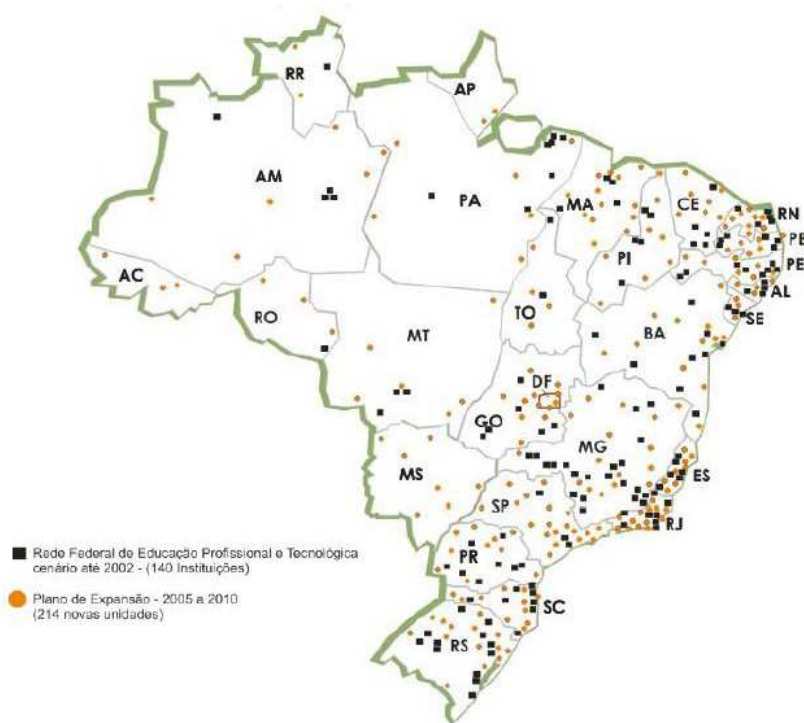 RR
AP
AM
PA
MA
CE
RN
PB
PE
AC
PI
AL
RO
TO
SE
MT
BA
DF
GO
MG
MS
ES
SP
RJ
Rede Federal de Educação Profissional e Tecnológica
cenário até 2002 - (140 Instituições)
PR
Plano de Expansão - 2005 a 2010
(214 novas unidades)
SC
RS